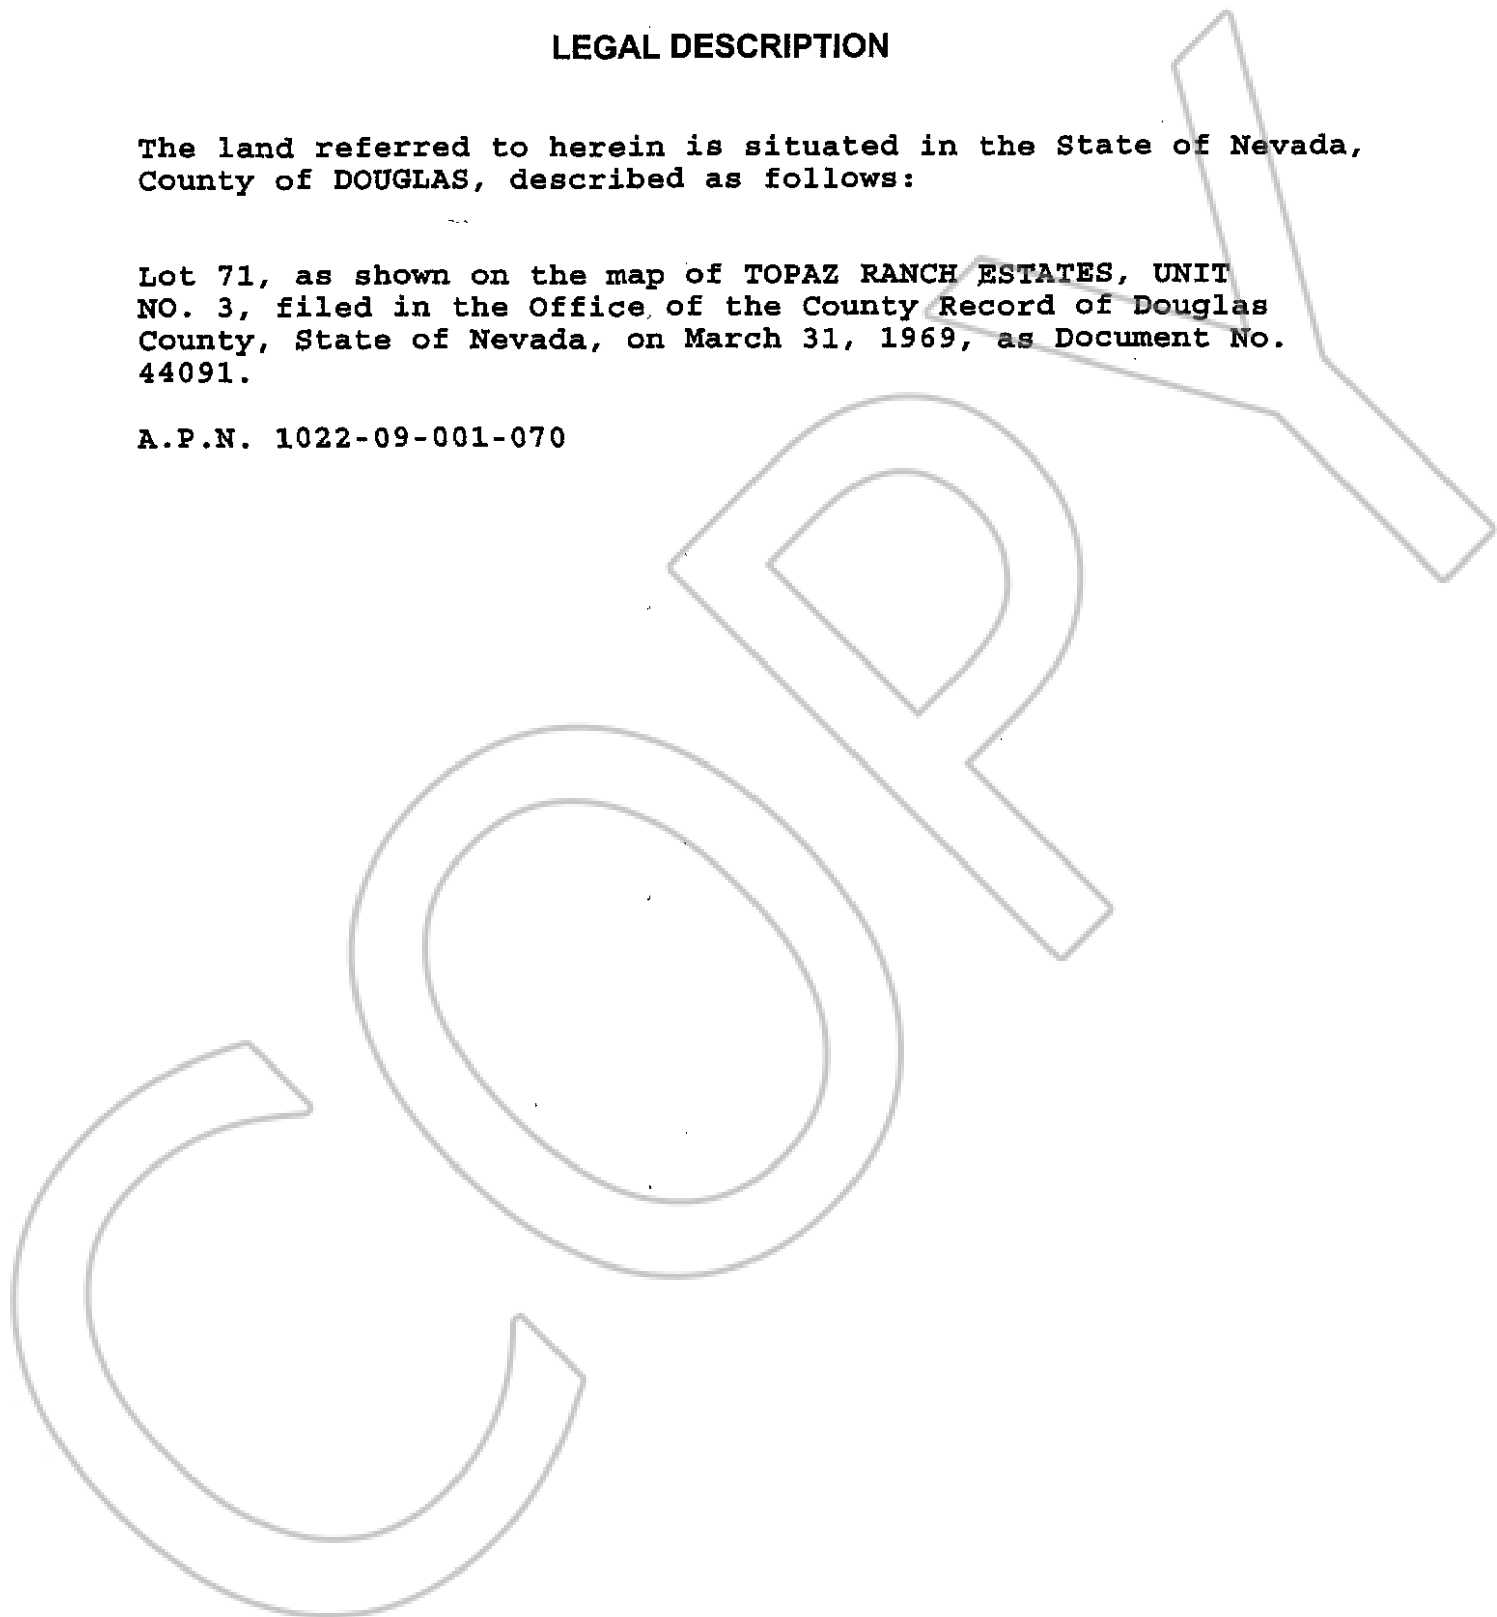 LEGAL DESCRIPTION
The land referred to herein is situated in the State of Nevada,
County of DOUGLAS, described as follows:
Lot 71, as shown on the map of TOPAZ RANCH ESTATES, UNIT
NO. 3, filed in the Office of the County Record of Douglas
County, State of Nevada, on March 31, 1969, as Document No.
44091.
A.P.N. 1022-09-001-070
COPY